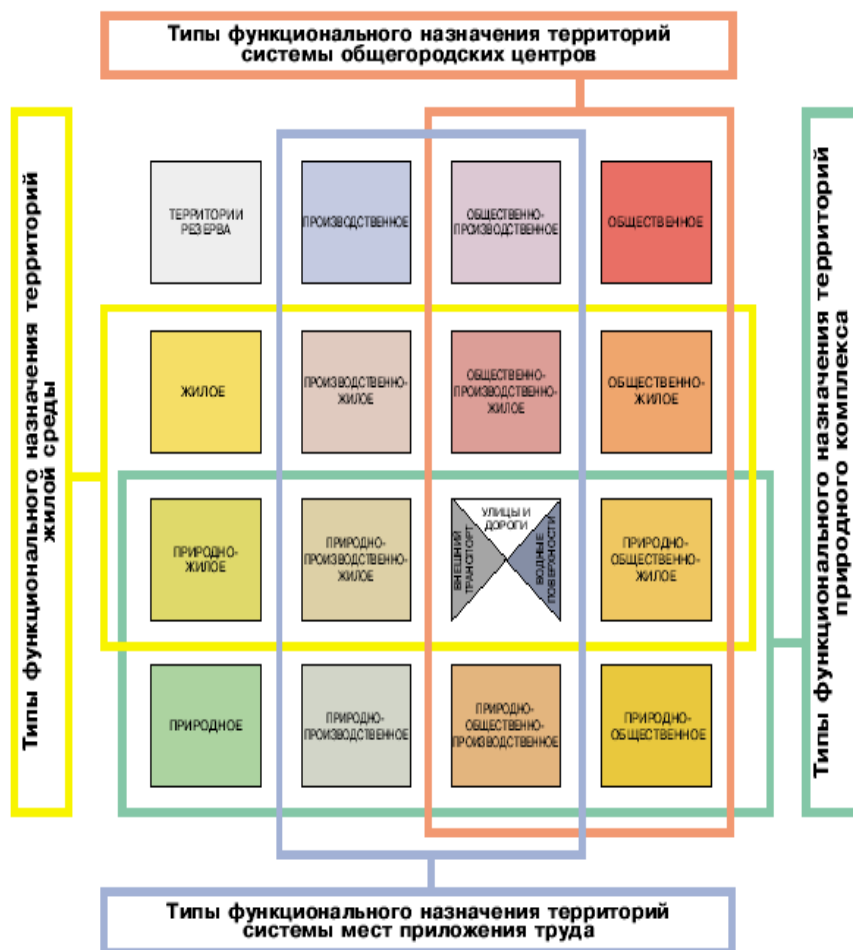 Типы функционального назначения территорий
системы общегородских центров
Типы функционального назначения территорий
жилой среды
ТЕРРИТОРИИ
РЕЗЕРВА
ПРОИЗВОДСТВЕННОЕ
ОБЩЕСТВЕННО-
ПРОИЗВОДСТВЕННОЕ
ОБЩЕСТВЕННОЕ
ЖИЛОЕ
ПРОИЗВОДСТВЕННО-
ЖИЛОЕ
ОБЩЕСТВЕННО-
ПРОИЗВОДСТВЕННО-
ЖИЛОЕ
ОБЩЕСТВЕННО-
ЖИЛОЕ
ПРИРОДНО-
ЖИЛОЕ
ПРИРОДНО-
ПРОИЗВОДСТВЕННО-
ЖИЛОЕ
УЛИЦЫ И
ДОРОГИ
ВНЕШНИЙ
ТРАНСПОРТ
ВОДНЫЕ
ПОВЕРХНОСТИ
ПРИРОДНО-
ОБЩЕСТВЕННО-
ЖИЛОЕ
ПРИРОДНОЕ
ПРИРОДНО-
ПРОИЗВОДСТВЕННОЕ
ПРИРОДНО-
ОБЩЕСТВЕННО-
ПРОИЗВОДСТВЕННОЕ
ПРИРОДНО-
ОБЩЕСТВЕННОЕ
Типы функционального назначения территорий
природного комплекса
Типы функционального назначения территорий
системы мест приложения труда